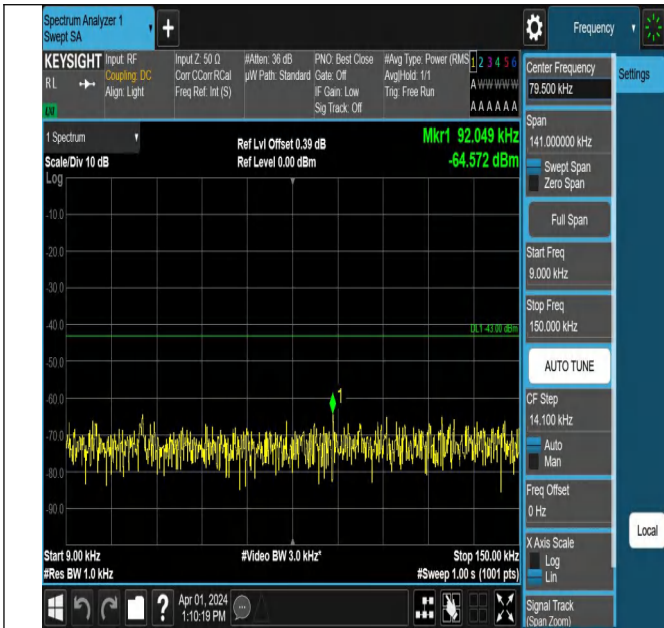 Spectrum Analyzer 1
Swept SA
Frequency
KEYSIGHT
RL
LXI
Input: RF
Coupling: DC
Align: Light
Input Z: 50 Ω
Corr CCorr RCal
Freq Ref: Int (S)
#Atten: 36 dB
µW Path: Standard
PNO: Best Close
Gate: Off
IF Gain: Low
Sig Track: Off
#Avg Type: Power (RMS
Avg|Hold: 1/1
Trig: Free Run
1 2 3 4 5 6
A W W W W W
A A A A A A
1 Spectrum
Scale/Div 10 dB
Log
Ref Lvl Offset 0.39 dB
Ref Level 0.00 dBm
Mkr1 92.049 kHz
-64.572 dBm
-10.0
-20.0
-30.0
-40.0
-50.0
-60.0
-70.0
-80.0
-90.0
DL1 -43.00 dBm
1
Start 9.00 kHz
#Res BW 1.0 kHz
#Video BW 3.0 kHz*
Stop 150.00 kHz
#Sweep 1.00 s (1001 pts)
Apr 01, 2024
1:10:19 PM
?
Center Frequency
79.500 kHz
Settings
Span
141.000000 kHz
Swept Span
Zero Span
Full Span
Start Freq
9.000 kHz
Stop Freq
150.000 kHz
AUTO TUNE
CF Step
14.100 kHz
Auto
Man
Freq Offset
0 Hz
Local
X Axis Scale
Log
Lin
Signal Track
(Span Zoom)